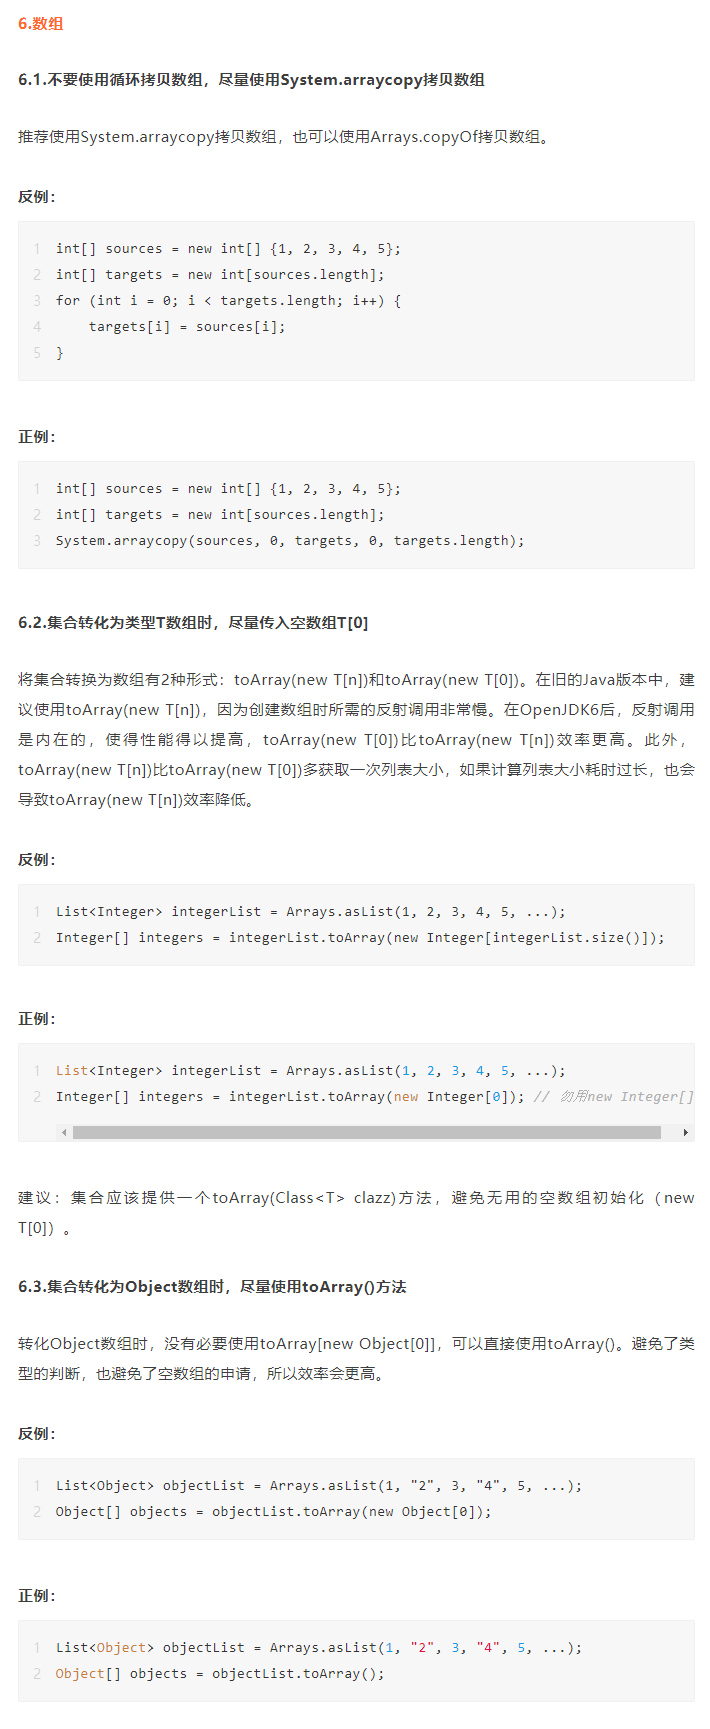 6.数组
6.1.不要使用循环拷贝数组，尽量使用System.arraycopy拷贝数组
推荐使用System.arraycopy拷贝数组，也可以使用Arrays.copyOf拷贝数组。
反例：
1 int[] sources = new int[] {1, 2, 3, 4, 5};
2 int[] targets = new int[sources.length];
3 for (int i = 0; i < targets.length; i++) {
4     targets[i] = sources[i];
5 }
正例：
1 int[] sources = new int[] {1, 2, 3, 4, 5};
2 int[] targets = new int[sources.length];
3 System.arraycopy(sources, 0, targets, 0, targets.length);
6.2.集合转化为类型T数组时，尽量传入空数组T[0]
将集合转换为数组有2种形式：toArray(new T[n])和toArray(new T[0])。在旧的Java版本中，建
议使用toArray(new T[n])，因为创建数组时所需的反射调用非常慢。在OpenJDK6后，反射调用
是内在的，使得性能得以提高，toArray(new T[0])比toArray(new T[n])效率更高。此外，
toArray(new T[n])比toArray(new T[0])多获取一次列表大小，如果计算列表大小耗时过长，也会
导致toArray(new T[n])效率降低。
反例：
1 List<Integer> integerList = Arrays.asList(1, 2, 3, 4, 5, ...);
2 Integer[] integers = integerList.toArray(new Integer[integerList.size()]);
正例：
1 List<Integer> integerList = Arrays.asList(1, 2, 3, 4, 5, ...);
2 Integer[] integers = integerList.toArray(new Integer[0]); // 勿用new Integer[]
建议：集合应该提供一个toArray(Class<T> clazz)方法，避免无用的空数组初始化（new
T[0]）。
6.3.集合转化为Object数组时，尽量使用toArray()方法
转化Object数组时，没有必要使用toArray[new Object[0]]，可以直接使用toArray()。避免了类
型的判断，也避免了空数组的申请，所以效率会更高。
反例：
1 List<Object> objectList = Arrays.asList(1, "2", 3, "4", 5, ...);
2 Object[] objects = objectList.toArray(new Object[0]);
正例：
1 List<Object> objectList = Arrays.asList(1, "2", 3, "4", 5, ...);
2 Object[] objects = objectList.toArray();